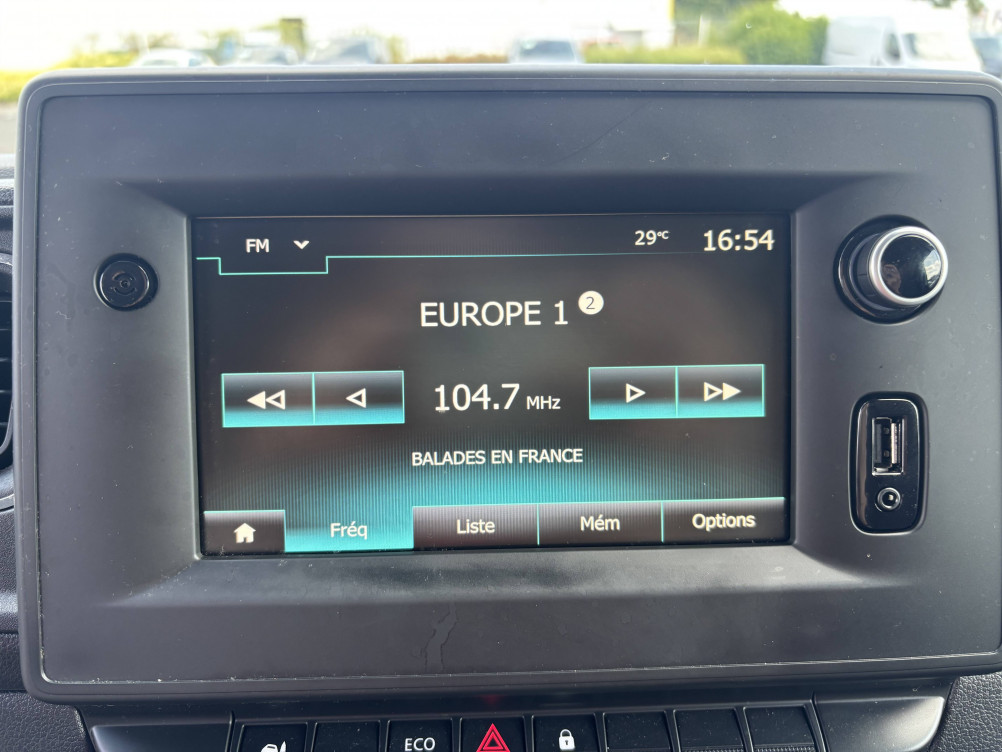 FM 29°C 16:54
EUROPE 1 2
104.7 MHz
BALADES EN FRANCE
Fréq Liste Mém Options
ECO